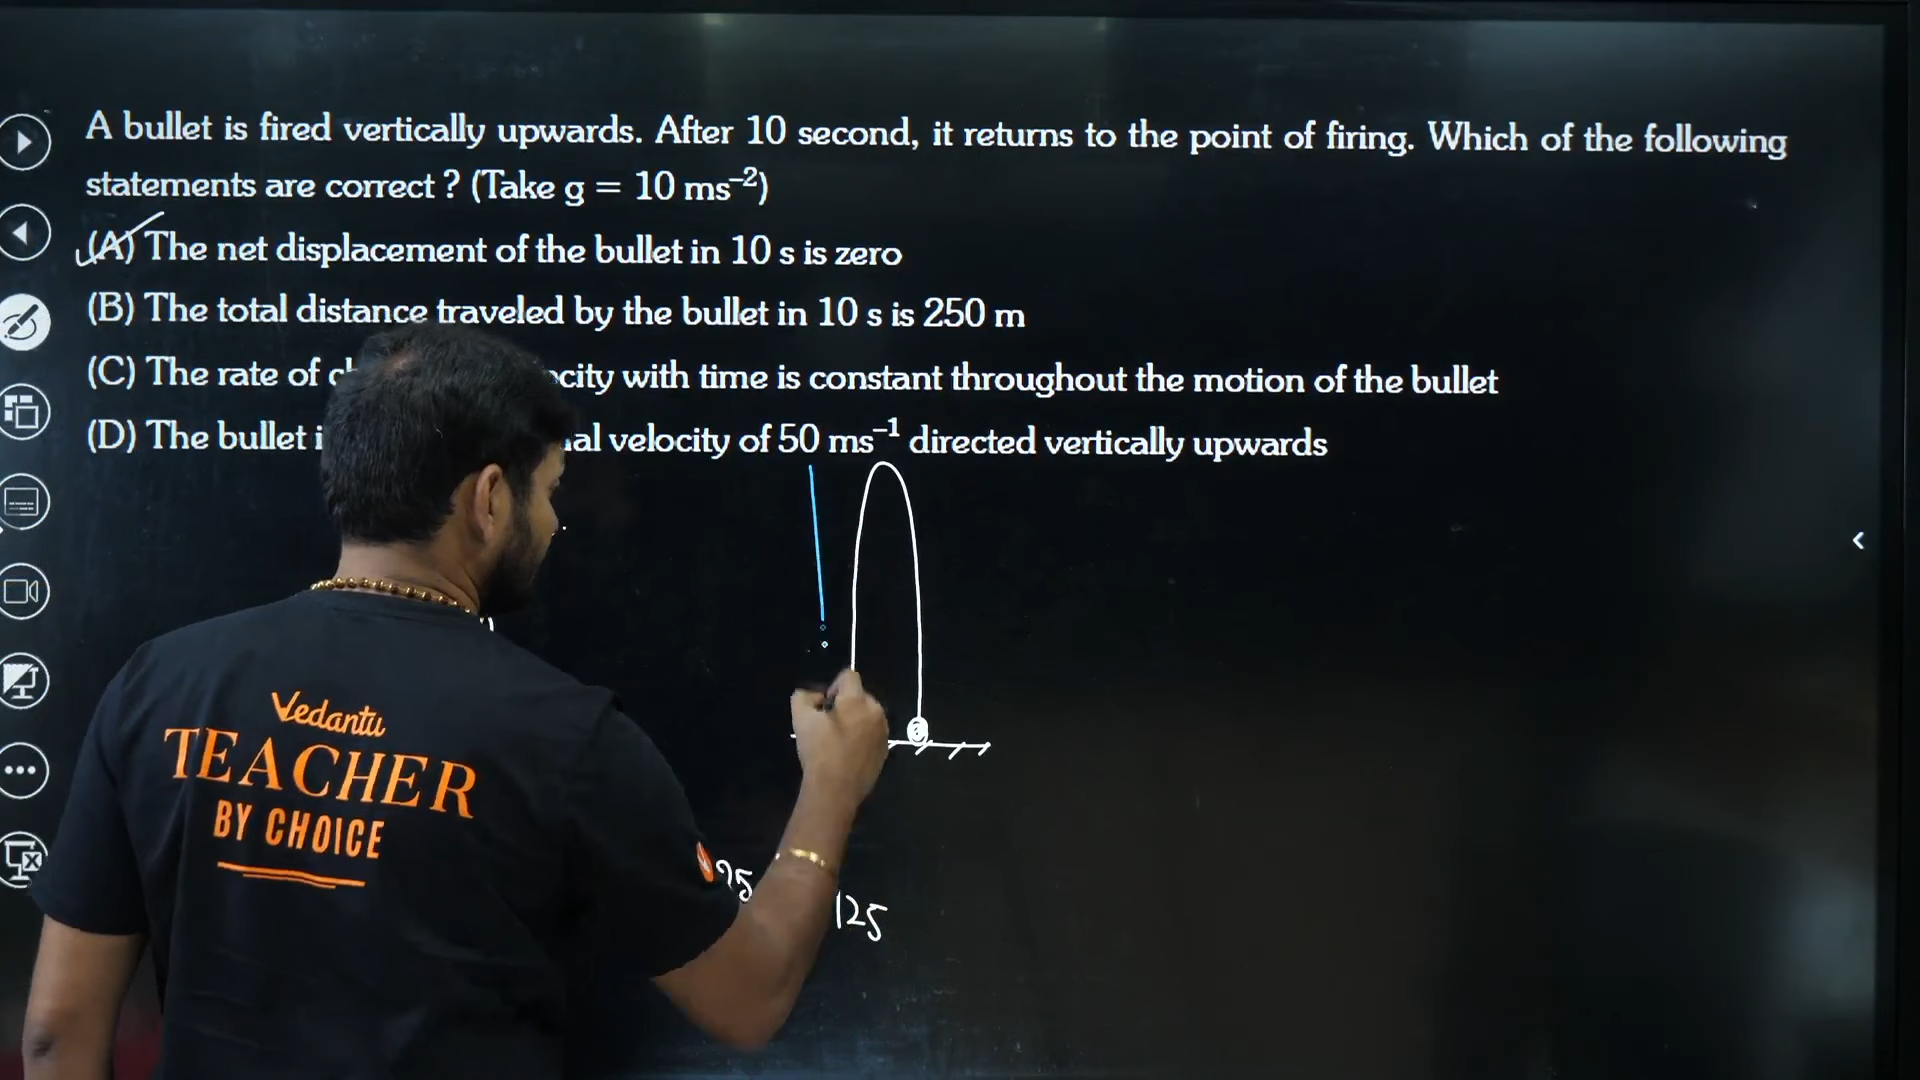 A bullet is fired vertically upwards. After 10 second, it returns to the point of firing. Which of the following
statements are correct ? (Take g = 10 ms⁻²)
(A) The net displacement of the bullet in 10 s is zero
(B) The total distance traveled by the bullet in 10 s is 250 m
(C) The rate of city with time is constant throughout the motion of the bullet
(D) The bullet i al velocity of 50 ms⁻¹ directed vertically upwards
Vedantu
TEACHER
BY CHOICE
125